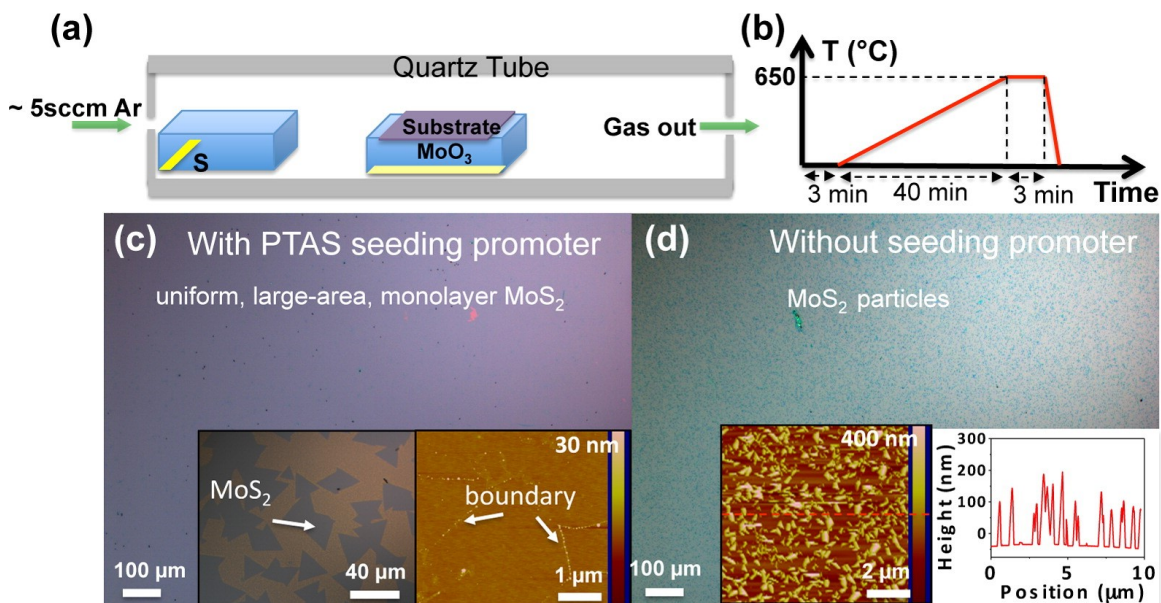 (a)
Quartz Tube
~ 5sccm Ar
S
Substrate
MoO₃
Gas out
(b)
T (°C)
650
3 min
40 min
3 min
Time
(c)
With PTAS seeding promoter
uniform, large-area, monolayer MoS₂
100 µm
MoS₂
40 µm
30 nm
boundary
1 µm
(d)
Without seeding promoter
MoS₂ particles
100 µm
400 nm
2 µm
Height (nm)
300
200
100
0
0 5 10
Position (µm)